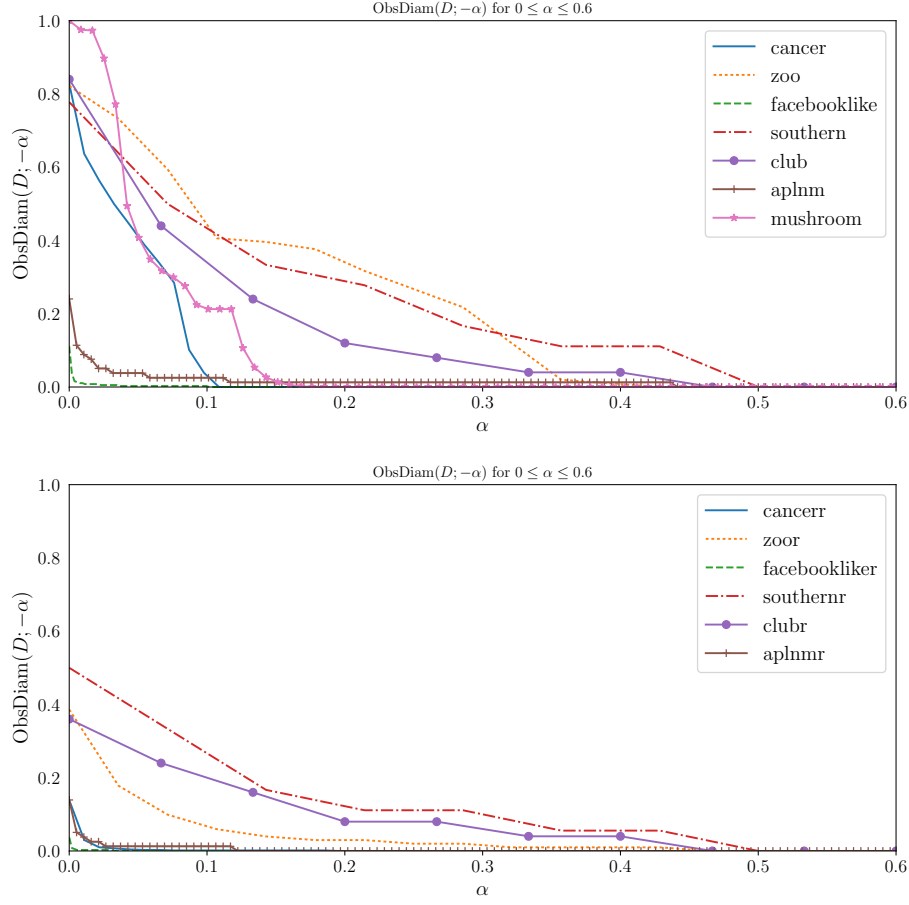 ObsDiam(D; −α) for 0 ≤ α ≤ 0.6
ObsDiam(D; −α)
1.0
0.8
0.6
0.4
0.2
0.0
cancer
zoo
facebooklike
southern
club
aplnm
mushroom
0.0 0.1 0.2 0.3 0.4 0.5 0.6
α
ObsDiam(D; −α) for 0 ≤ α ≤ 0.6
ObsDiam(D; −α)
1.0
0.8
0.6
0.4
0.2
0.0
cancerr
zoor
facebookliker
southernr
clubr
aplnmr
0.0 0.1 0.2 0.3 0.4 0.5 0.6
α